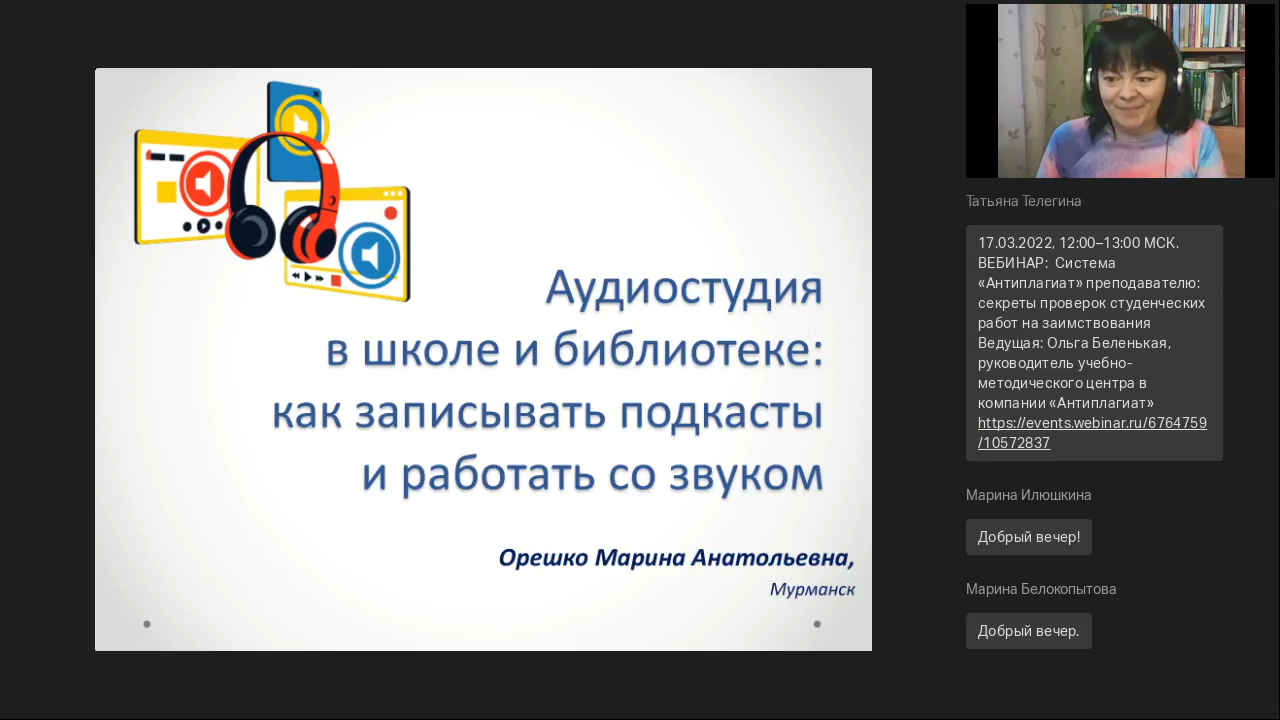 Аудиостудия
в школе и библиотеке:
как записывать подкасты
и работать со звуком
Орешко Марина Анатольевна,
Мурманск
Татьяна Телегина
17.03.2022, 12:00–13:00 МСК.
ВЕБИНАР:  Система
«Антиплагиат» преподавателю:
секреты проверок студенческих
работ на заимствования
Ведущая: Ольга Беленькая,
руководитель учебно-
методического центра в
компании «Антиплагиат»
https://events.webinar.ru/6764759
/10572837
Марина Илюшкина
Добрый вечер!
Марина Белокопытова
Добрый вечер.